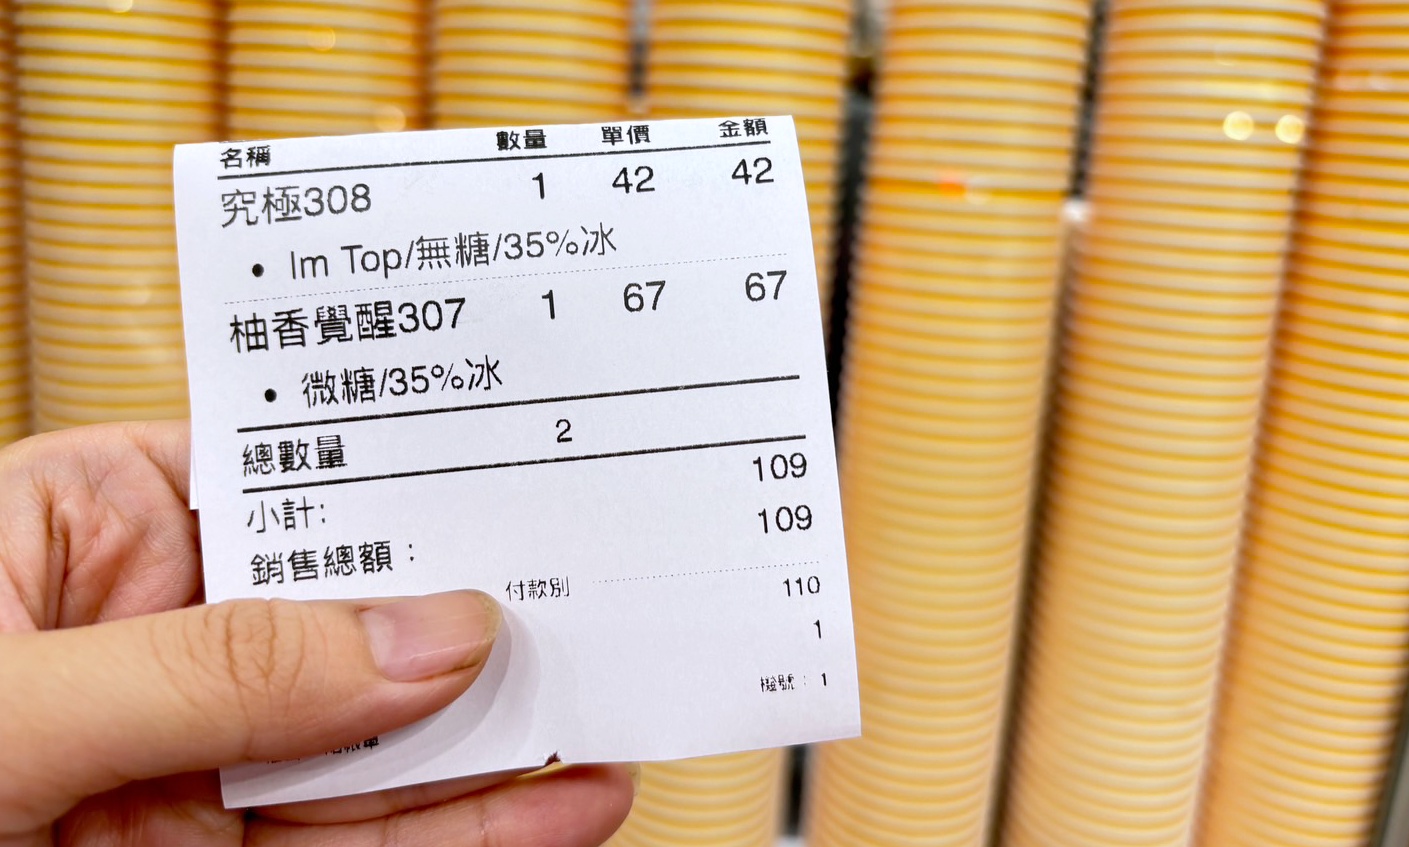 名稱 數量 單價 金額
究極308 1 42 42
• Im Top/無糖/35%冰
柚香覺醒307 1 67 67
• 微糖/35%冰
總數量 2
小計: 109
銷售總額： 109
付款別
110
1
檯號： 1